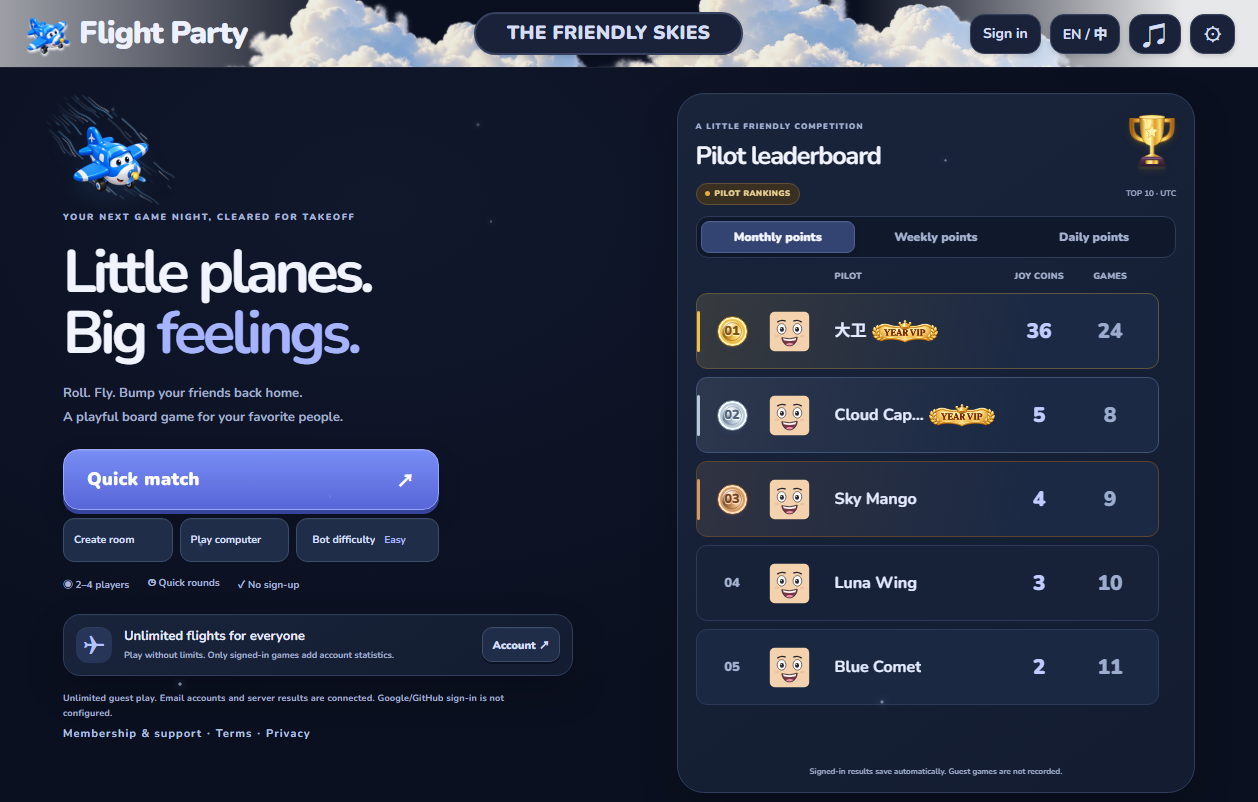 Flight Party
THE FRIENDLY SKIES
Sign in
EN / 中
YOUR NEXT GAME NIGHT, CLEARED FOR TAKEOFF
Little planes.
Big feelings.
Roll. Fly. Bump your friends back home.
A playful board game for your favorite people.
Quick match ↗
Create room
Play computer
Bot difficulty Easy
2–4 players
Quick rounds
✓ No sign-up
Unlimited flights for everyone
Play without limits. Only signed-in games add account statistics.
Account ↗
Unlimited guest play. Email accounts and server results are connected. Google/GitHub sign-in is not
configured.
Membership & support · Terms · Privacy
A LITTLE FRIENDLY COMPETITION
Pilot leaderboard
PILOT RANKINGS
TOP 10 · UTC
Monthly points
Weekly points
Daily points
PILOT JOY COINS GAMES
01 大卫 YEAR VIP 36 24
02 Cloud Cap... YEAR VIP 5 8
03 Sky Mango 4 9
04 Luna Wing 3 10
05 Blue Comet 2 11
Signed-in results save automatically. Guest games are not recorded.